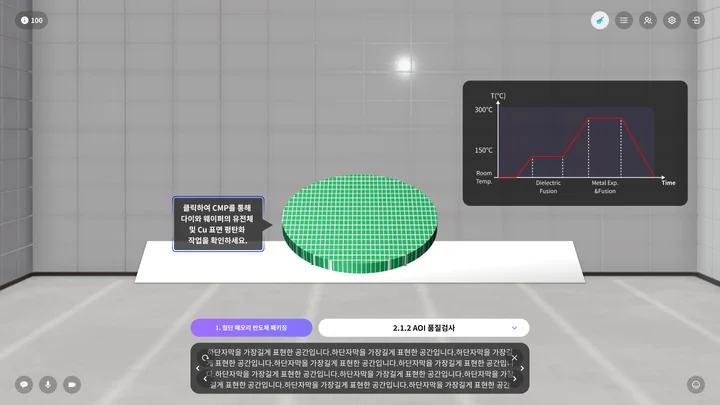 100
T(℃)
300℃
150℃
Room
Temp.
Dielectric
Fusion
Metal Exp.
&Fusion
Time
클릭하여 CMP를 통해
다이와 웨이퍼의 유전체
및 Cu 표면 평탄화
작업을 확인하세요.
1. 첨단 메모리 반도체 패키징
2.1.2 AOI 품질검사
하단자막을 가장길게 표현한 공간입니다.하단자막을 가장길게 표현한 공간입니다.하단자막을 가장길
게 표현한 공간입니다.하단자막을 가장길게 표현한 공간입니다.하단자막을 가장길게 표현한 공간입니
다.하단자막을 가장길게 표현한 공간입니다.하단자막을 가장길게 표현한 공간입니다.하단자막을 가장
길게 표현한 공간입니다.하단자막을 가장길게 표현한 공간입니다.하단자막을 가장길게 표현한 공간